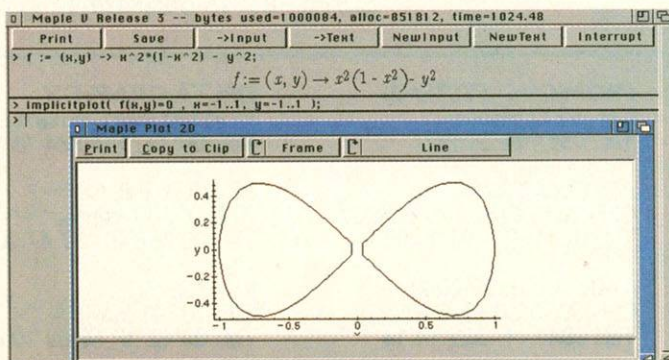 Maple V Release 3 -- bytes used=1000084, alloc=851812, time=1024.48
Print Save ->Input ->Text NewInput NewText Interrupt
> f := (x,y) -> x^2*(1-x^2) - y^2;
f := (x, y) → x²(1 - x²)- y²
> implicitplot( f(x,y)=0 , x=-1..1, y=-1..1 );
>
Maple Plot 2D
Print Copy to Clip Frame Line
0.4
0.2
y 0
-0.2
-0.4
-1 -0.5 0.5 1